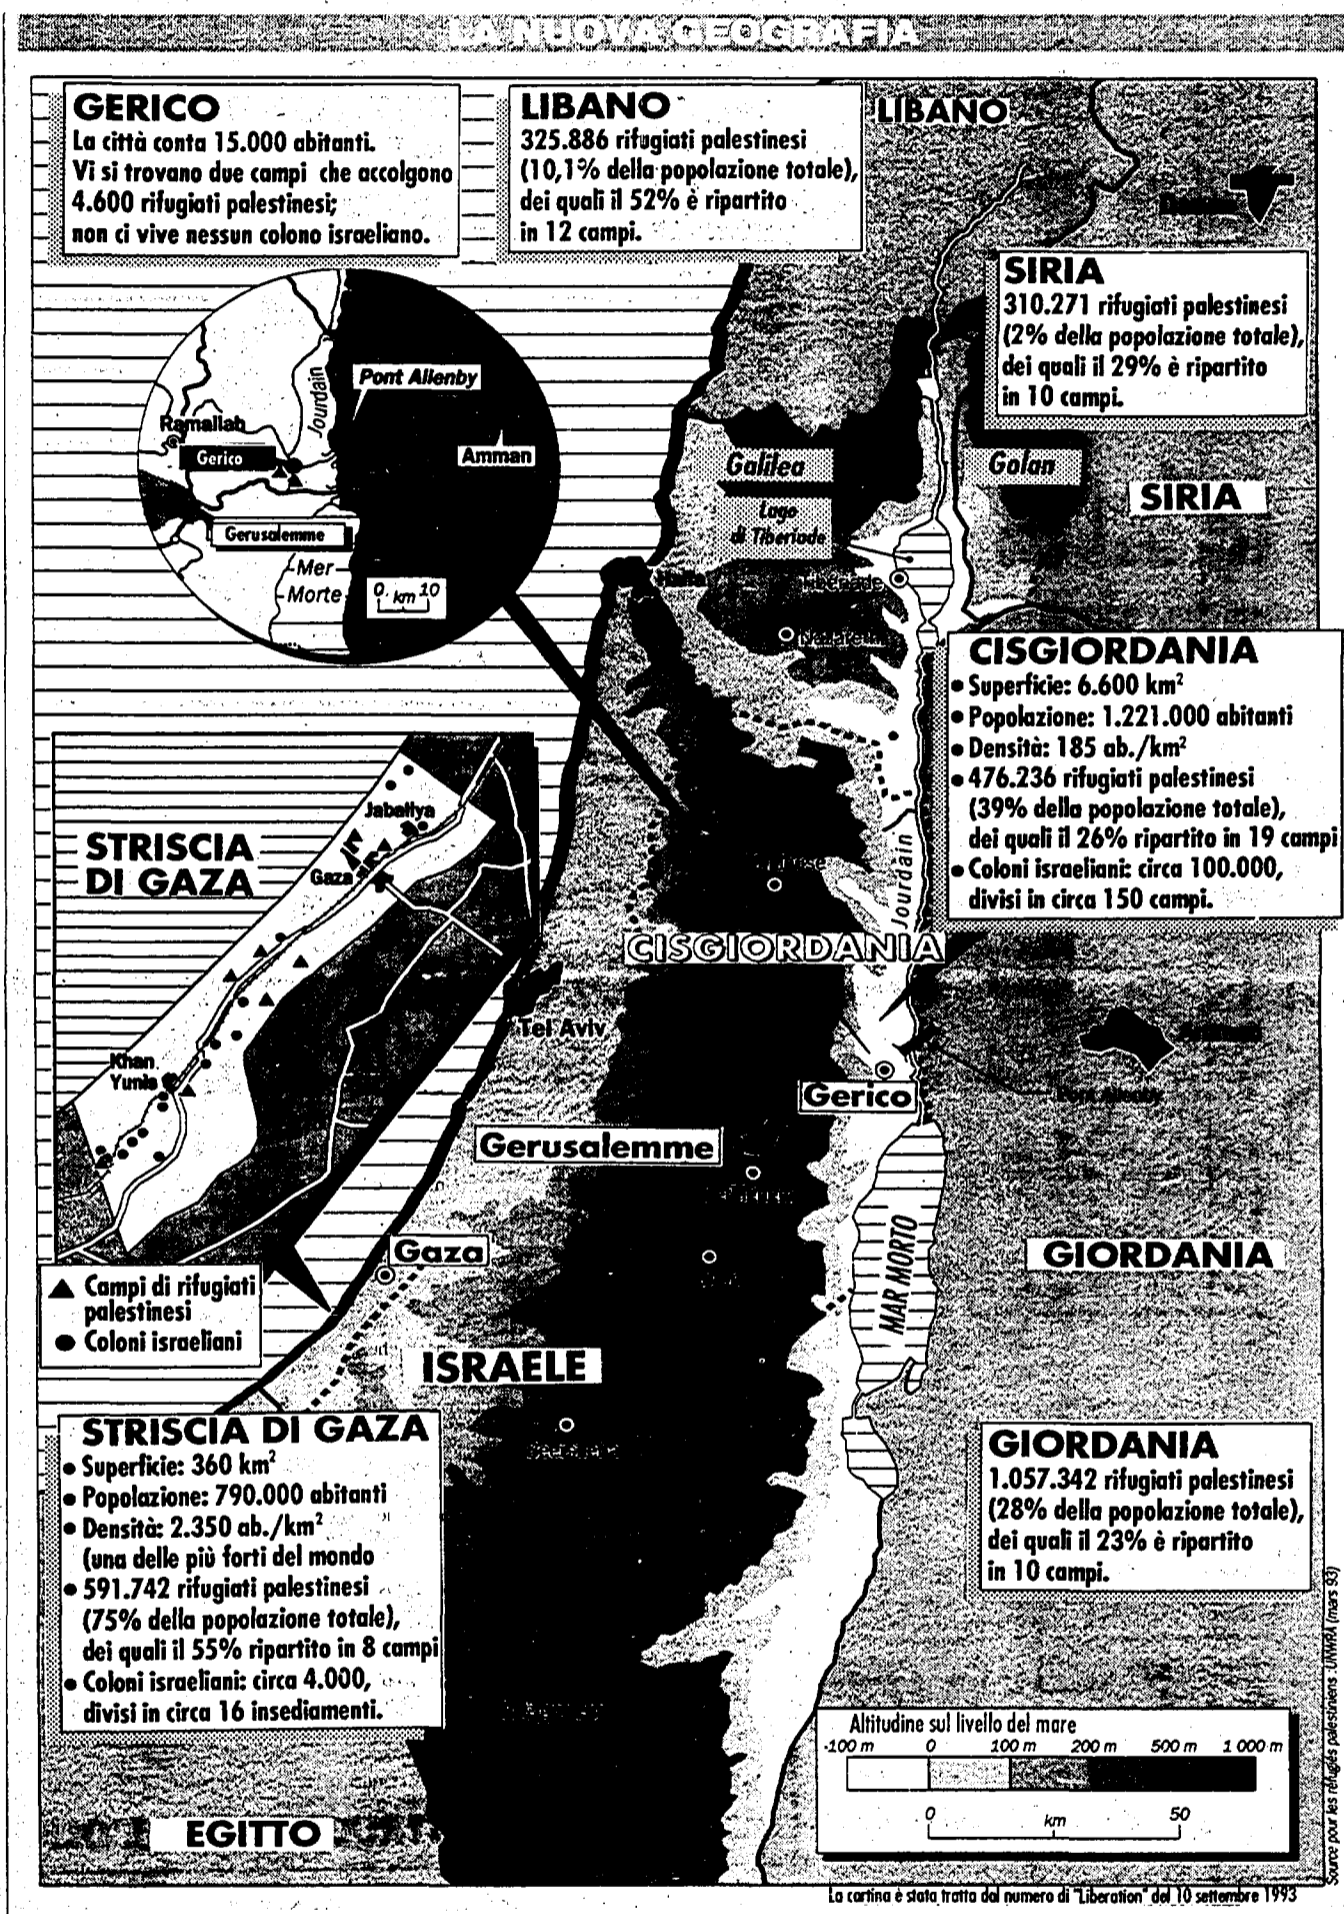 LA NUOVA GEOGRAFIA
GERICO
La città conta 15.000 abitanti.
Vi si trovano due campi che accolgono
4.600 rifugiati palestinesi;
non ci vive nessun colono israeliano.
LIBANO
325.886 rifugiati palestinesi
(10,1% della popolazione totale),
dei quali il 52% è ripartito
in 12 campi.
LIBANO
SIRIA
310.271 rifugiati palestinesi
(2% della popolazione totale),
dei quali il 29% è ripartito
in 10 campi.
Pont Allenby
Jourdain
Ramallah
Gerico
Amman
Gerusalemme
Mer
Morte
0 km 10
Galilea
Golan
Lago
di Tiberiade
SIRIA
Haifa
Nazareth
CISGIORDANIA
• Superficie: 6.600 km²
• Popolazione: 1.221.000 abitanti
• Densità: 185 ab./km²
• 476.236 rifugiati palestinesi
(39% della popolazione totale),
dei quali il 26% ripartito in 19 campi
• Coloni israeliani: circa 100.000,
divisi in circa 150 campi.
STRISCIA
DI GAZA
Jabaliya
Gaza
Khan
Yunis
Jourdain
CISGIORDANIA
Tel Aviv
Gerico
Pont Allenby
Gerusalemme
MAR MORTO
Gaza
GIORDANIA
▲ Campi di rifugiati
palestinesi
● Coloni israeliani
ISRAELE
STRISCIA DI GAZA
• Superficie: 360 km²
• Popolazione: 790.000 abitanti
• Densità: 2.350 ab./km²
(una delle più forti del mondo
• 591.742 rifugiati palestinesi
(75% della popolazione totale),
dei quali il 55% ripartito in 8 campi
• Coloni israeliani: circa 4.000,
divisi in circa 16 insediamenti.
GIORDANIA
1.057.342 rifugiati palestinesi
(28% della popolazione totale),
dei quali il 23% è ripartito
in 10 campi.
Altitudine sul livello del mare
-100 m 0 100 m 200 m 500 m 1 000 m
0 km 50
EGITTO
Source pour les réfugiés palestiniens : UNWRA (mars 93)
La cartina è stata tratta dal numero di "Liberation" del 10 settembre 1993